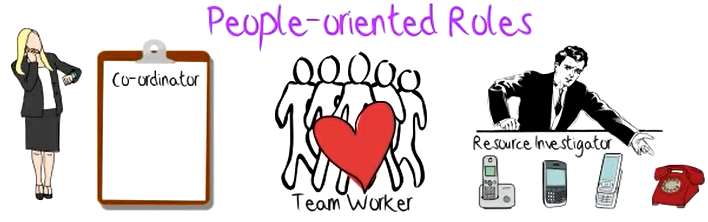 People-oriented Roles
Co-ordinator
Team Worker
Resource Investigator